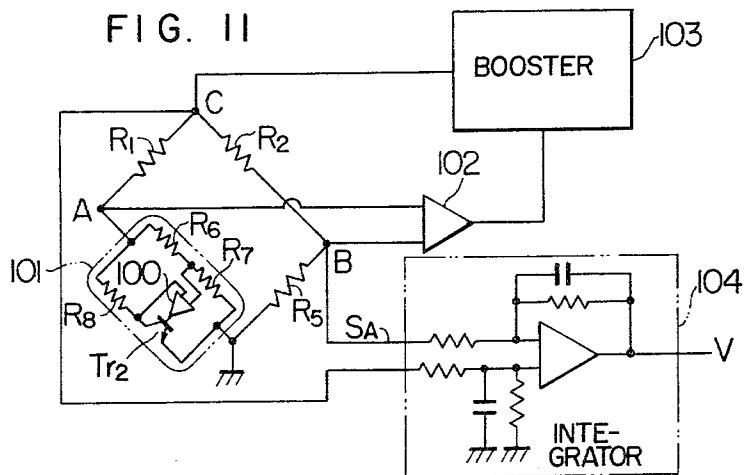 FIG. 11
103
BOOSTER
C
R1
R2
102
A
R6
101
100
R7
B
R5
104
R8
SA
Tr2
V
INTE-
GRATOR